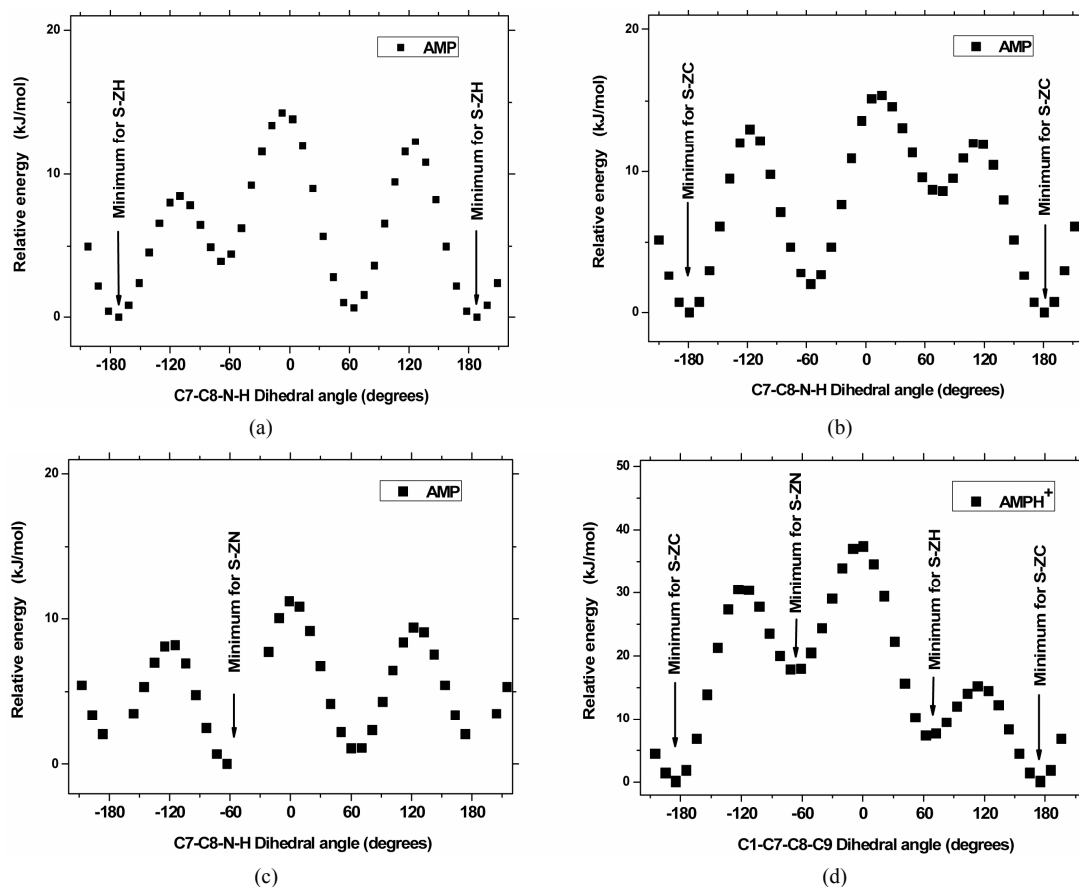 20
10
0
Relative energy (kJ/mol)
AMP
Minimum for S-ZH
Minimum for S-ZH
-180 -120 -60 0 60 120 180
C7-C8-N-H Dihedral angle (degrees)
(a)
20
10
0
Relative energy (kJ/mol)
AMP
Minimum for S-ZC
Minimum for S-ZC
-180 -120 -60 0 60 120 180
C7-C8-N-H Dihedral angle (degrees)
(b)
20
10
0
Relative energy (kJ/mol)
AMP
Minimum for S-ZN
-180 -120 -60 0 60 120 180
C7-C8-N-H Dihedral angle (degrees)
(c)
50
40
30
20
10
0
Relative energy (kJ/mol)
AMPH+
Minimum for S-ZC
Minimum for S-ZN
Minimum for S-ZH
Minimum for S-ZC
-180 -120 -60 0 60 120 180
C1-C7-C8-C9 Dihedral angle (degrees)
(d)